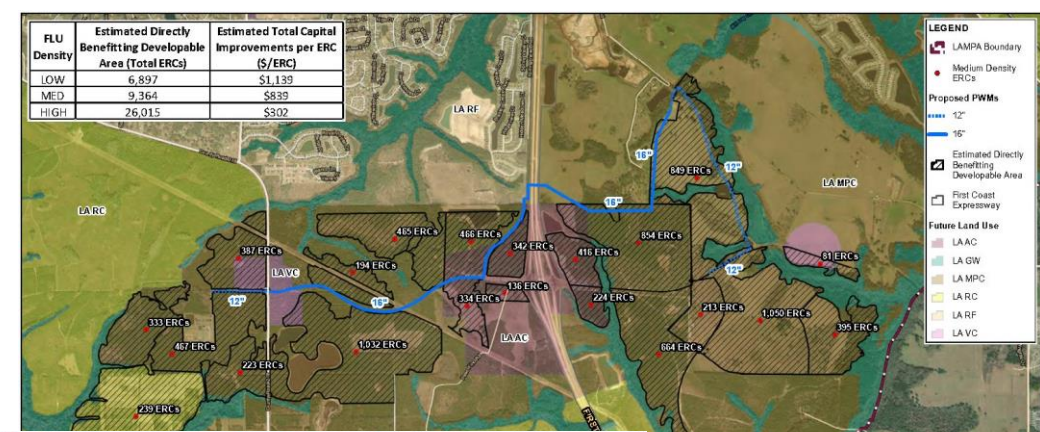 FLU Density
Estimated Directly Benefitting Developable Area (Total ERCs)
Estimated Total Capital Improvements per ERC ($/ERC)
LOW 6,897 $1,139
MED 9,364 $839
HIGH 26,015 $302
LEGEND
LAMPA Boundary
Medium Density
ERCs
Proposed PWMs
12"
16"
Estimated Directly
Benefitting
Developable Area
First Coast
Expressway
Future Land Use
LA AC
LA GW
LA MPC
LA RC
LA RF
LA VC
LA RF
LA MPC
LA RC
LA VC
LA AC
16"
12"
849 ERCs
16"
12"
465 ERCs
466 ERCs
342 ERCs
416 ERCs
854 ERCs
81 ERCs
387 ERCs
194 ERCs
136 ERCs
12"
16"
334 ERCs
224 ERCs
213 ERCs
1,050 ERCs
395 ERCs
333 ERCs
467 ERCs
1,032 ERCs
664 ERCs
223 ERCs
239 ERCs
FIRST